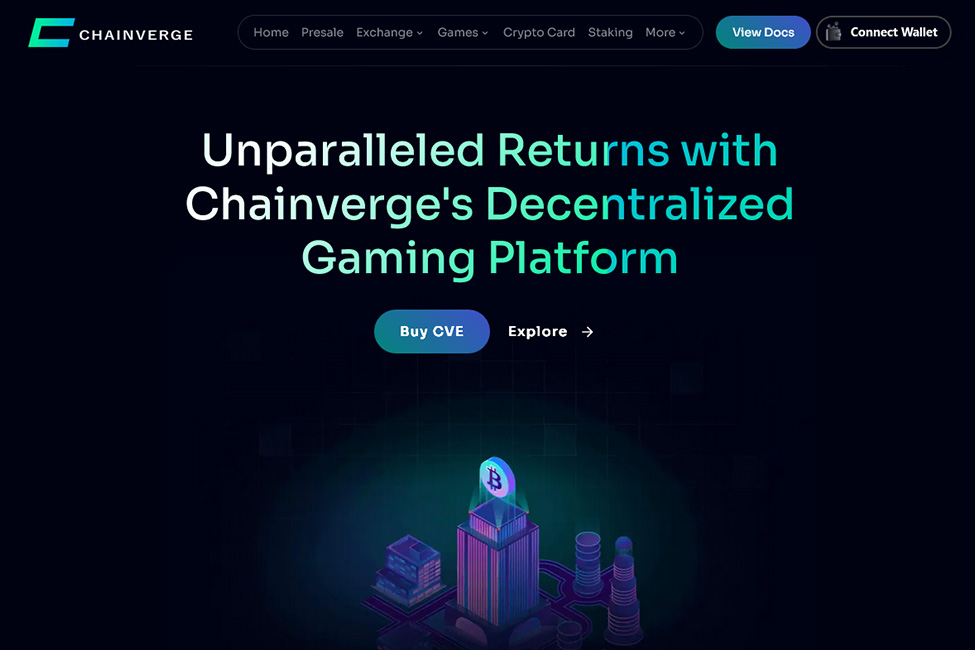 CHAINVERGE
Home Presale Exchange Games Crypto Card Staking More
View Docs
Connect Wallet
Unparalleled Returns with
Chainverge's Decentralized
Gaming Platform
Buy CVE
Explore →